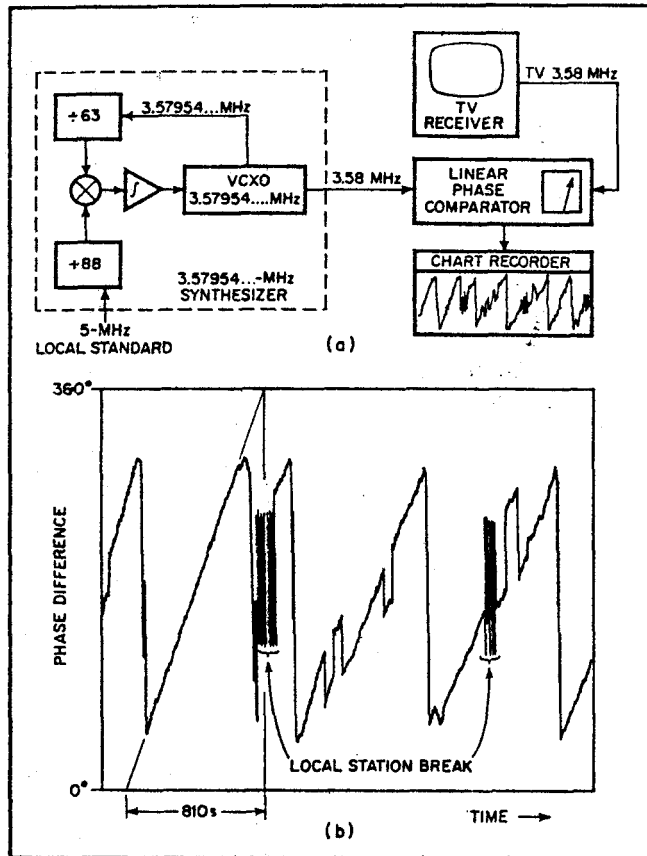 ÷63
3.57954...MHz
TV
RECEIVER
TV 3.58 MHz
∫
VCXO
3.57954....MHz
3.58 MHz
LINEAR
PHASE
COMPARATOR
÷88
3.57954...-MHz
SYNTHESIZER
CHART RECORDER
5-MHz
LOCAL STANDARD
(a)
360°
PHASE DIFFERENCE
LOCAL STATION BREAK
0°
810s
TIME →
(b)